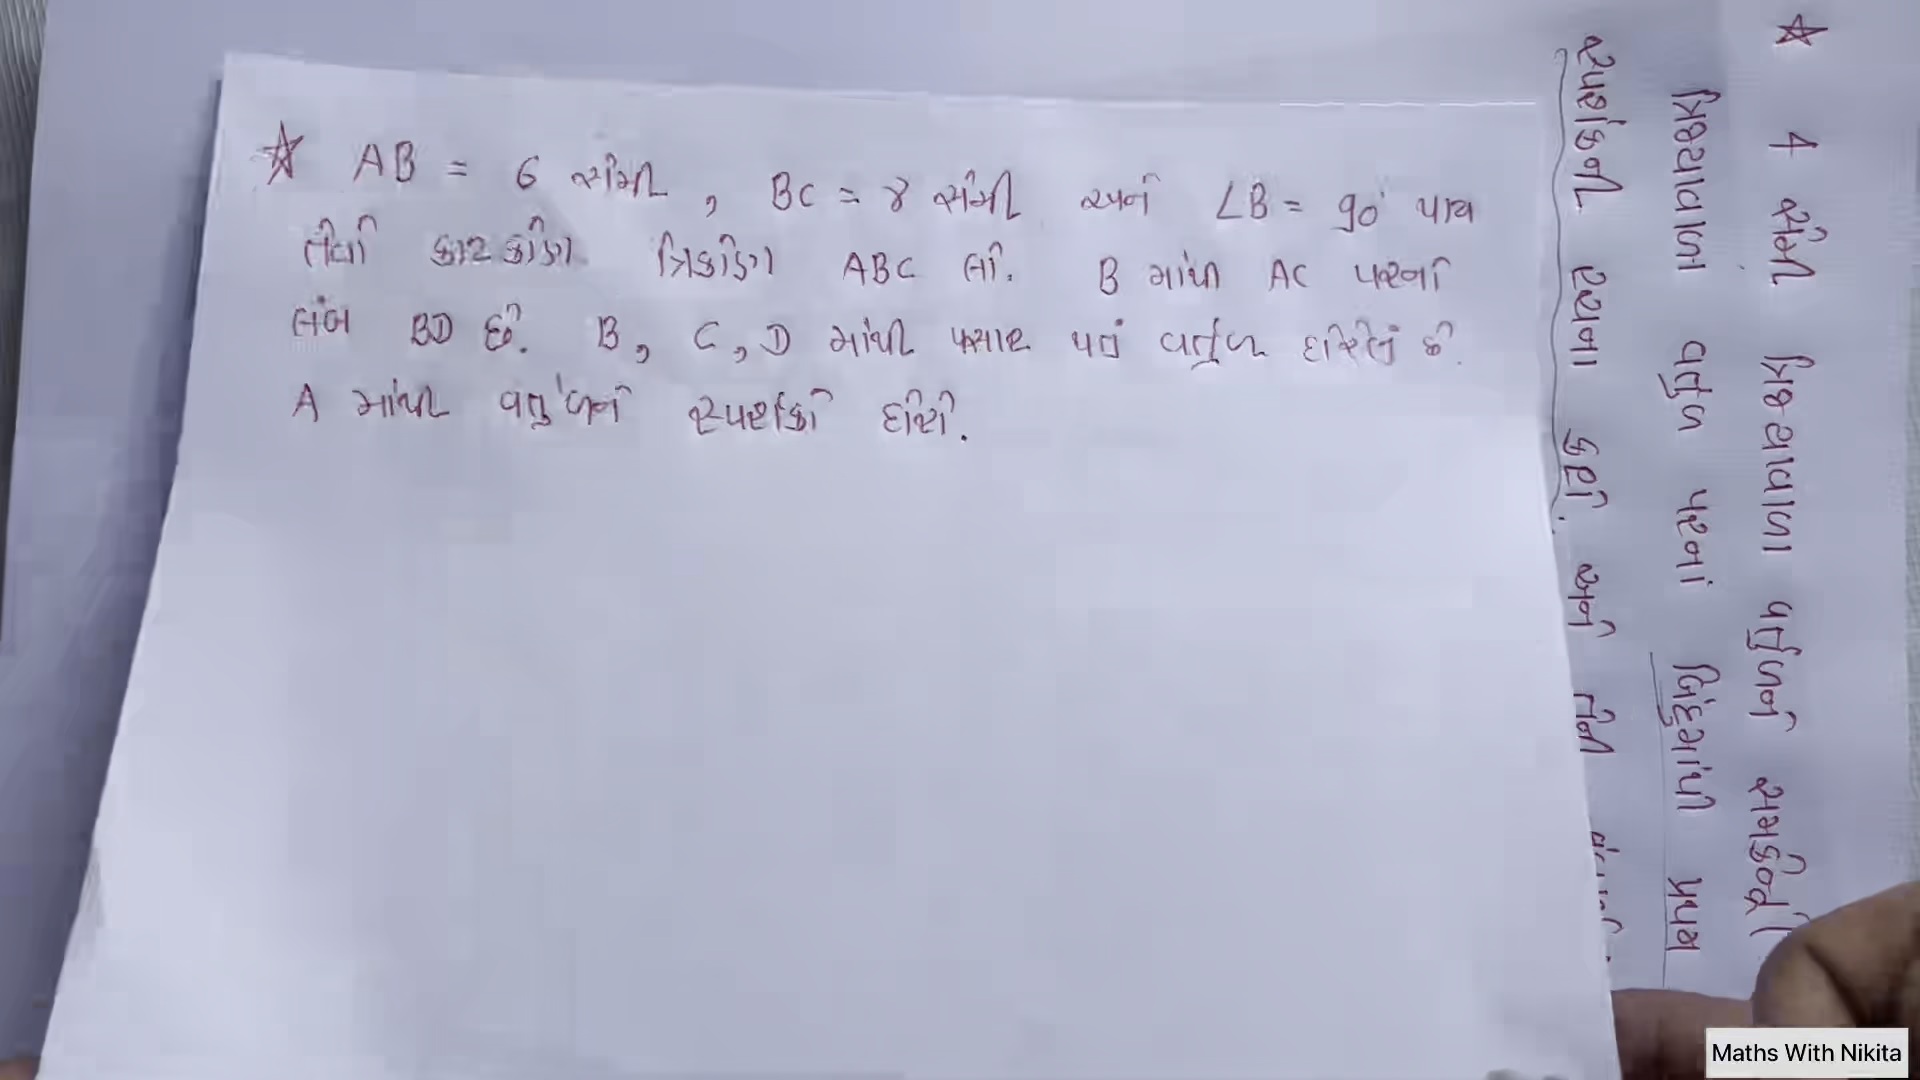 ☆ AB = 6 સેમી , BC = 8 સેમી અને ∠B = 90° થાય
તેવો કાટકોણ ત્રિકોણ ABC લો. B માંથી AC પરનો
લંબ BD છે. B, C, D માંથી પસાર થતું વર્તુળ દોરેલું છે.
A માંથી વર્તુળના સ્પર્શકો દોરો.
☆ 4 સેમી ત્રિજ્યાવાળા વર્તુળને સમકેન્દ્રી
ત્રિજ્યાવાળા વર્તુળ પરના બિંદુમાંથી પ્રથમ
સ્પર્શકની રચના કરો. અને તેની
Maths With Nikita